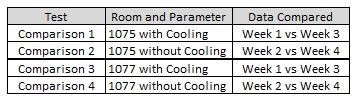 Test Room and Parameter Data Compared
Comparison 1 1075 with Cooling Week 1 vs Week 3
Comparison 2 1075 without Cooling Week 2 vs Week 4
Comparison 3 1077 with Cooling Week 1 vs Week 3
Comparison 4 1077 without Cooling Week 2 vs Week 4